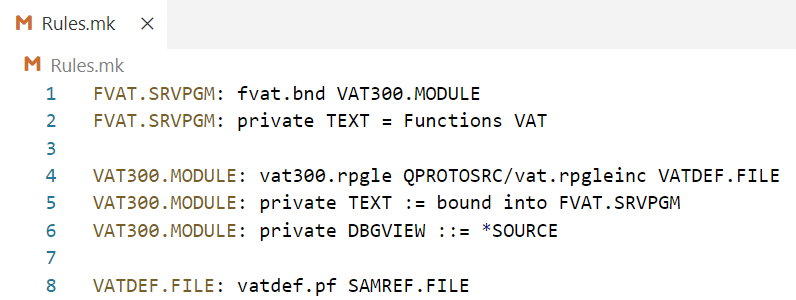 Rules.mk
Rules.mk
1 FVAT.SRVPGM: fvat.bnd VAT300.MODULE
2 FVAT.SRVPGM: private TEXT = Functions VAT
3
4 VAT300.MODULE: vat300.rpgle QPROTOSRC/vat.rpgleinc VATDEF.FILE
5 VAT300.MODULE: private TEXT := bound into FVAT.SRVPGM
6 VAT300.MODULE: private DBGVIEW ::= *SOURCE
7
8 VATDEF.FILE: vatdef.pf SAMREF.FILE